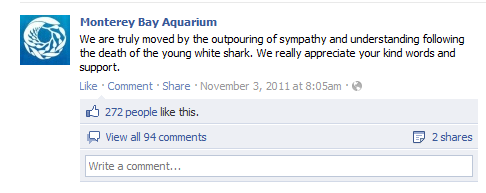 Monterey Bay Aquarium
We are truly moved by the outpouring of sympathy and understanding following
the death of the young white shark. We really appreciate your kind words and
support.
Like · Comment · Share · November 3, 2011 at 8:05am ·
272 people like this.
View all 94 comments 2 shares
Write a comment...